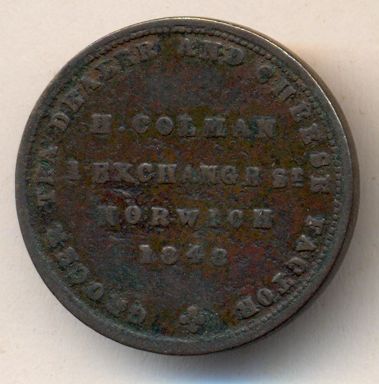 GROCER TEA DEALER AND CHEESE FACTOR
H. COLMAN
1 EXCHANGE ST
NORWICH
1848